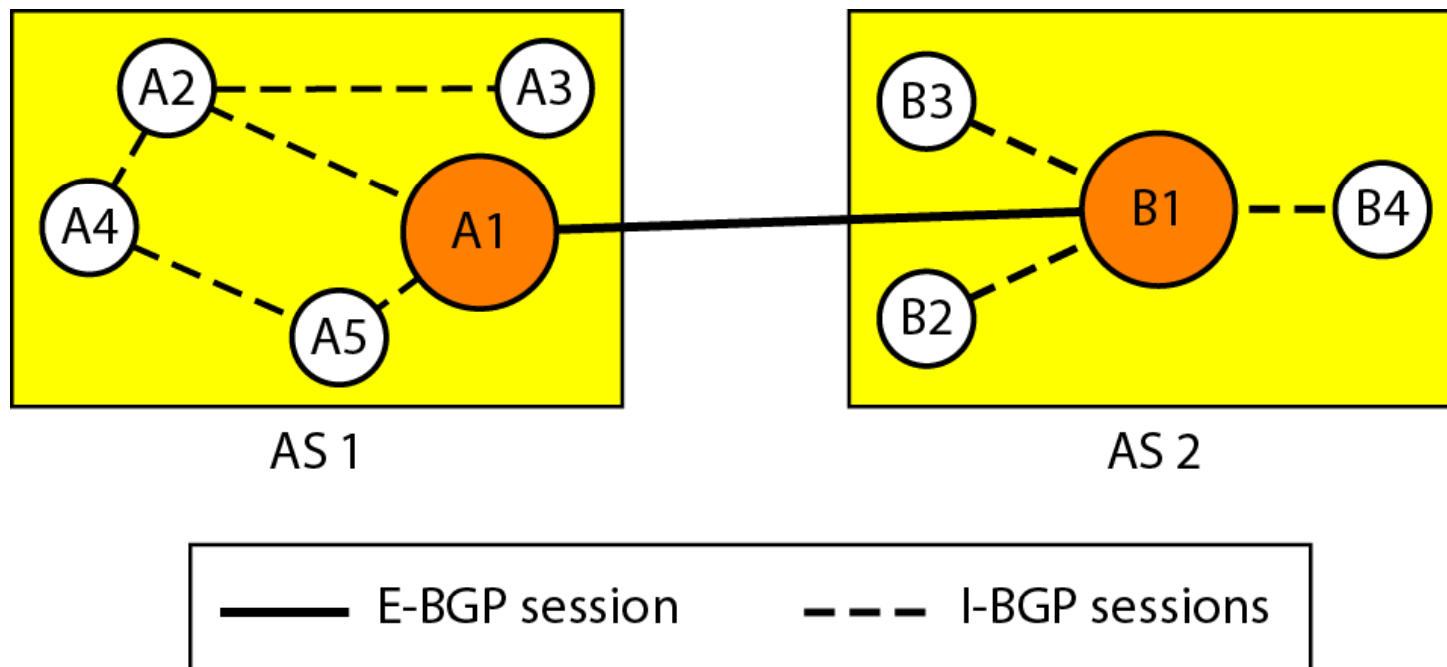 A2
A3
A4
A1
A5
B3
B1
B4
B2
AS 1
AS 2
E-BGP session
I-BGP sessions